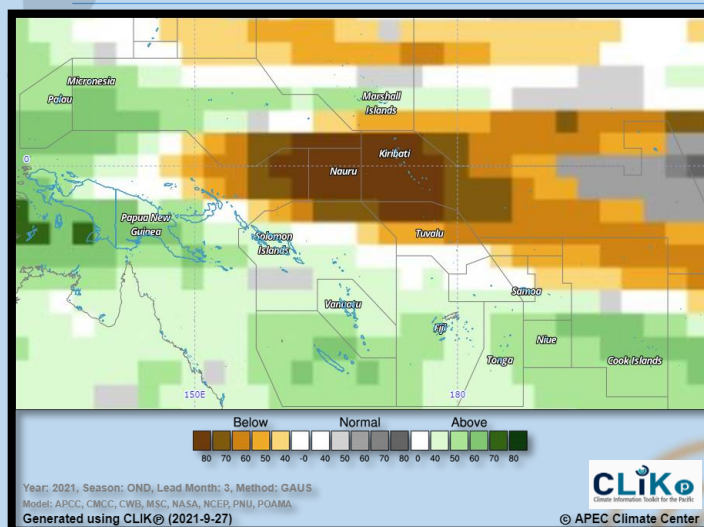 Micronesia
Palau
Marshall
Islands
0
Kiribati
Nauru
Papua New
Guinea
Solomon
Islands
Tuvalu
Samoa
Vanuatu
Fiji
Niue
Tonga
Cook Islands
150E
180
Below Normal Above
80 70 60 50 40 -0 40 50 60 70 80 0 40 50 60 70 80
Year: 2021, Season: OND, Lead Month: 3, Method: GAUS
Model: APCC, CMCC, CWB, MSC, NASA, NCEP, PNU, POAMA
Generated using CLIK℗ (2021-9-27)
CLiKp
Climate Information Toolkit for the Pacific
© APEC Climate Center